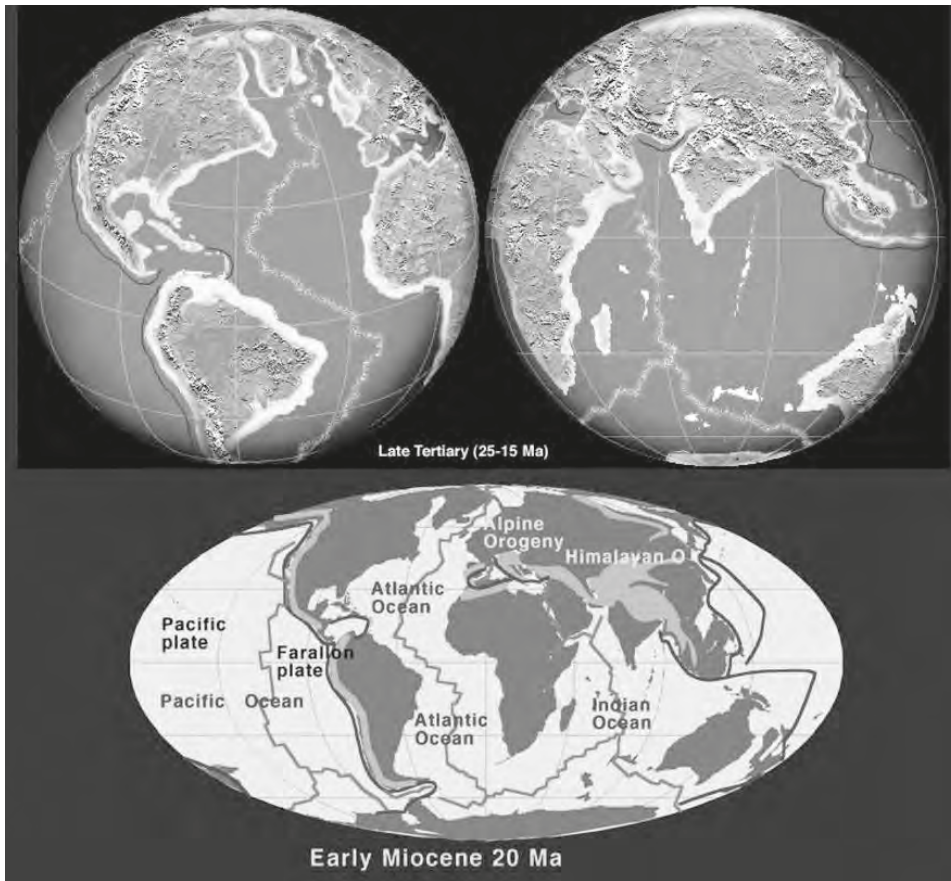 Late Tertiary (25-15 Ma)
Alpine
Orogeny
Himalayan O
Atlantic
Ocean
Pacific
plate
Farallon
plate
Pacific Ocean
Atlantic
Ocean
Indian
Ocean
Early Miocene 20 Ma